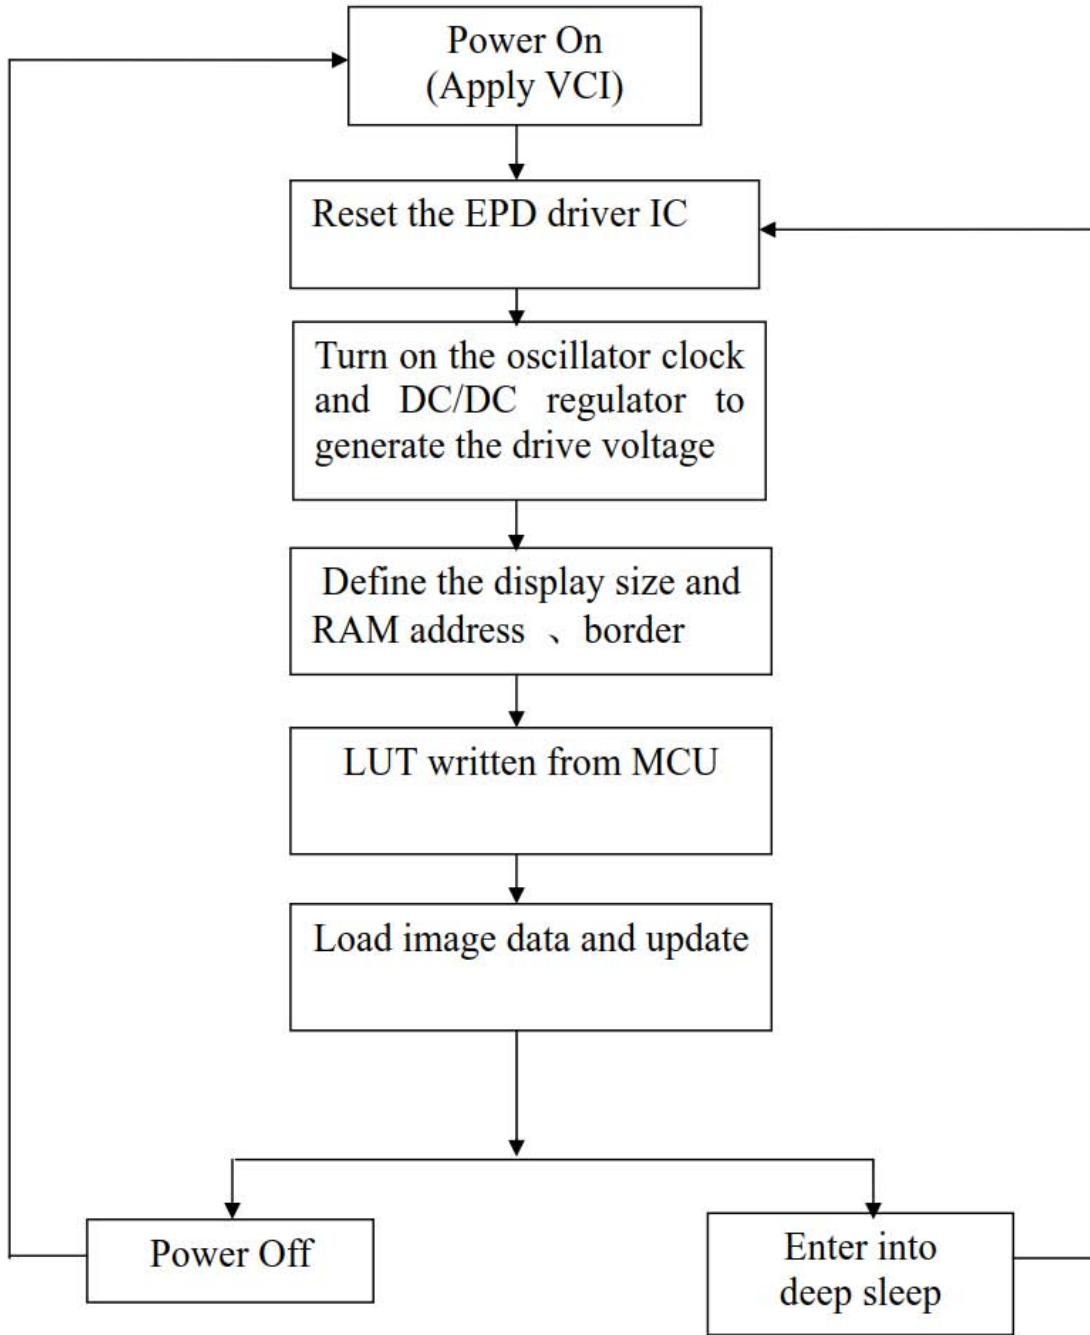 Power On
(Apply VCI)
Reset the EPD driver IC
Turn on the oscillator clock
and DC/DC regulator to
generate the drive voltage
Define the display size and
RAM address 、border
LUT written from MCU
Load image data and update
Power Off
Enter into
deep sleep